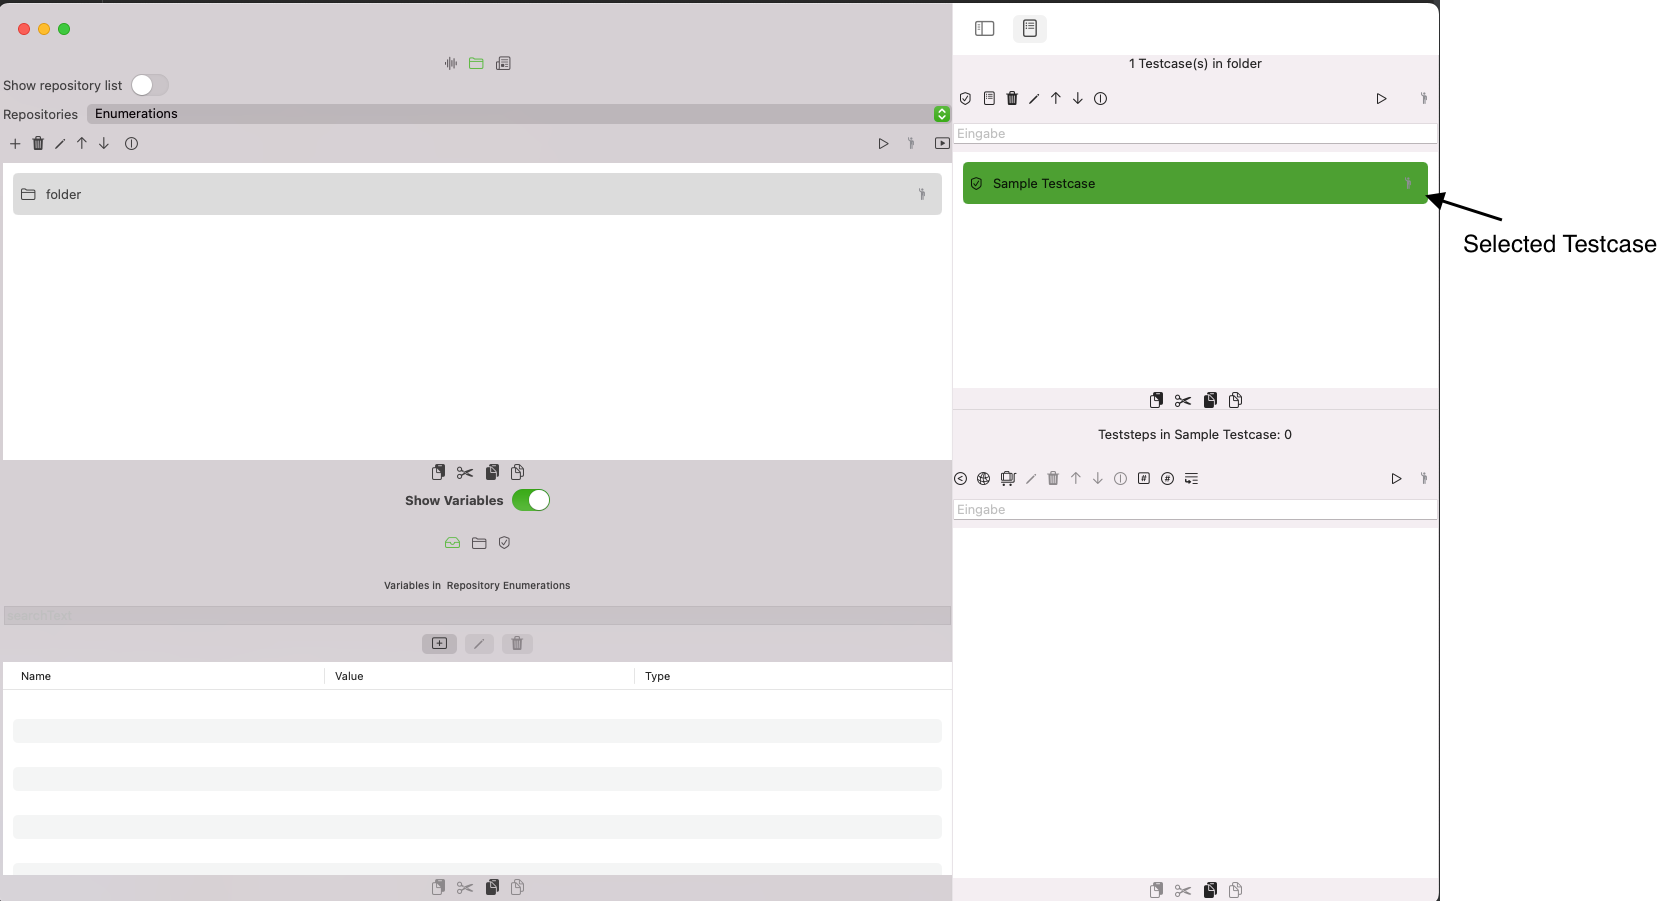 1 Testcase(s) in folder
Show repository list
Repositories
Enumerations
Eingabe
folder
Sample Testcase
Selected Testcase
Teststeps in Sample Testcase: 0
Eingabe
Show Variables
Variables in Repository Enumerations
Name
Value
Type